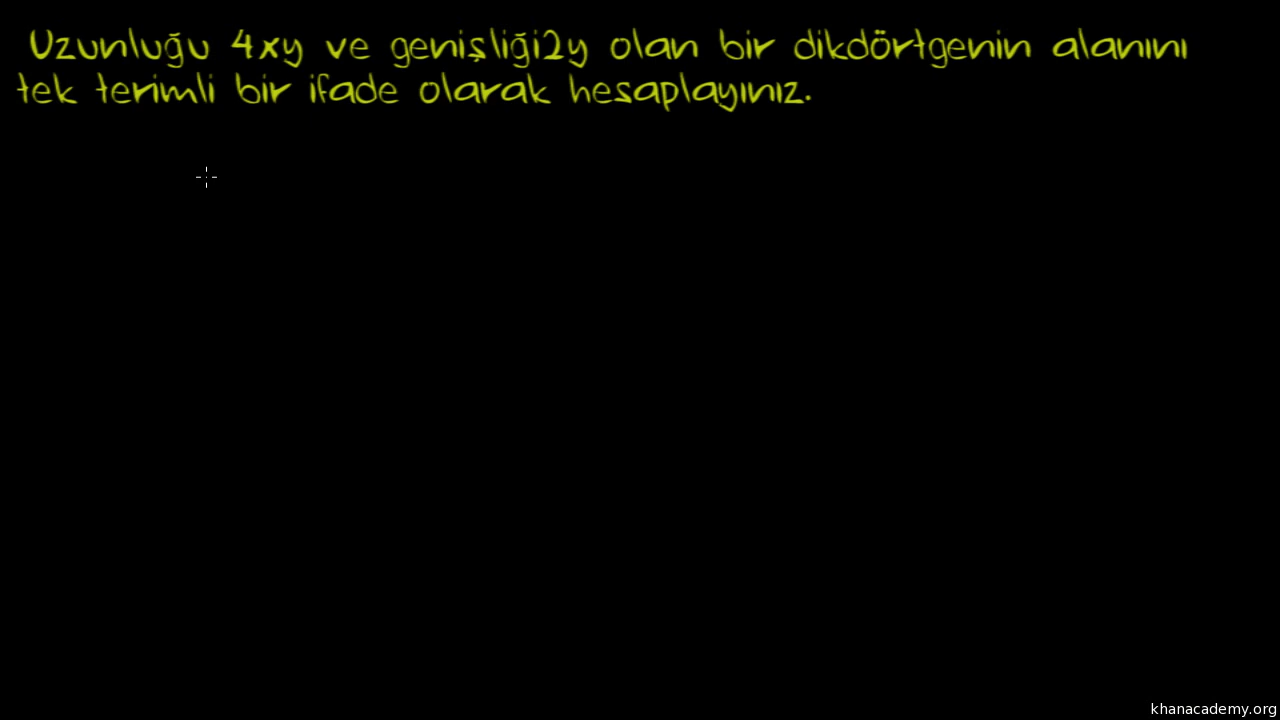 Uzunluğu 4xy ve genişliği2y olan bir dikdörtgenin alanını
tek terimli bir ifade olarak hesaplayınız.
khanacademy.org